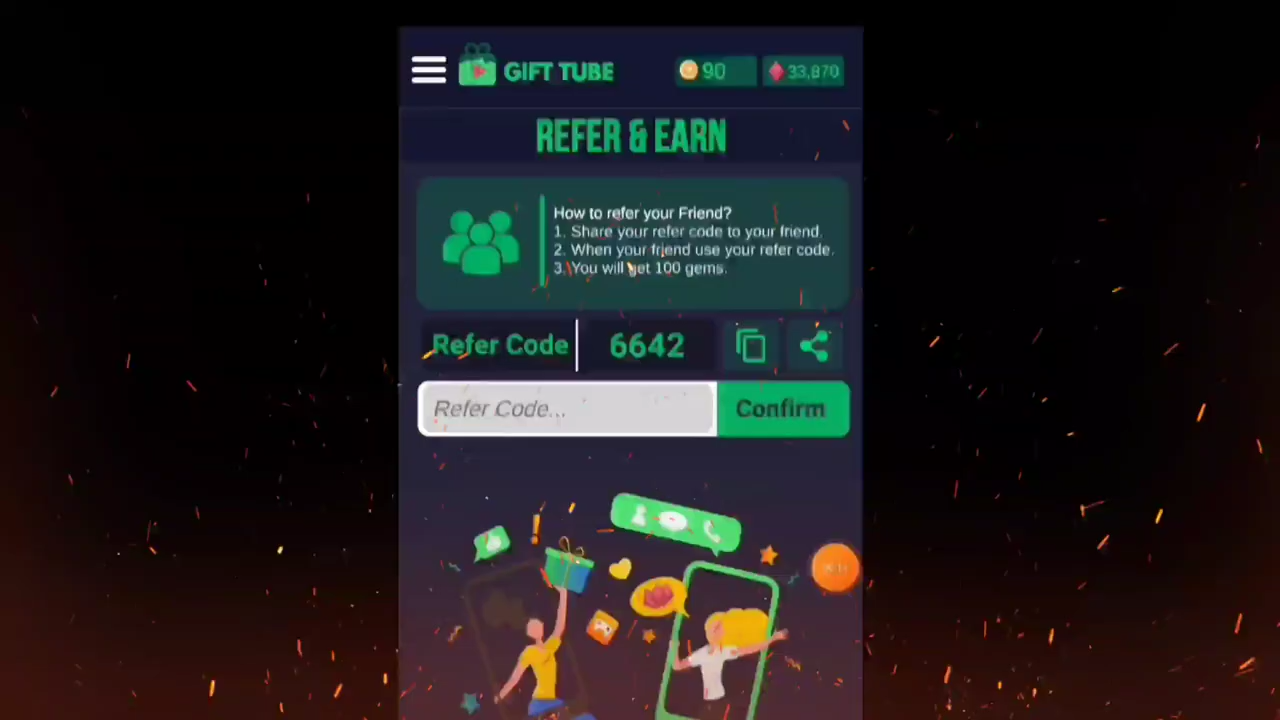 GIFT TUBE
90
33,870
REFER & EARN
How to refer your Friend?
1. Share your refer code to your friend.
2. When your friend use your refer code.
3. You will get 100 gems.
Refer Code
6642
Refer Code...
Confirm